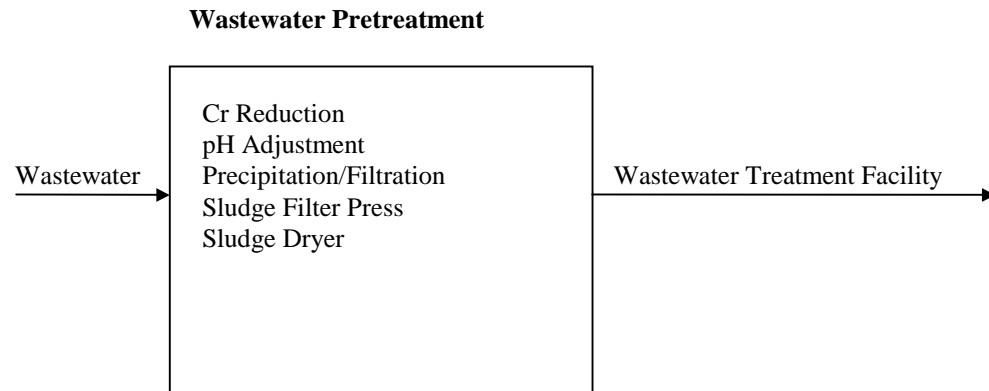 Wastewater Pretreatment
Cr Reduction
pH Adjustment
Wastewater
Precipitation/Filtration
Wastewater Treatment Facility
Sludge Filter Press
Sludge Dryer